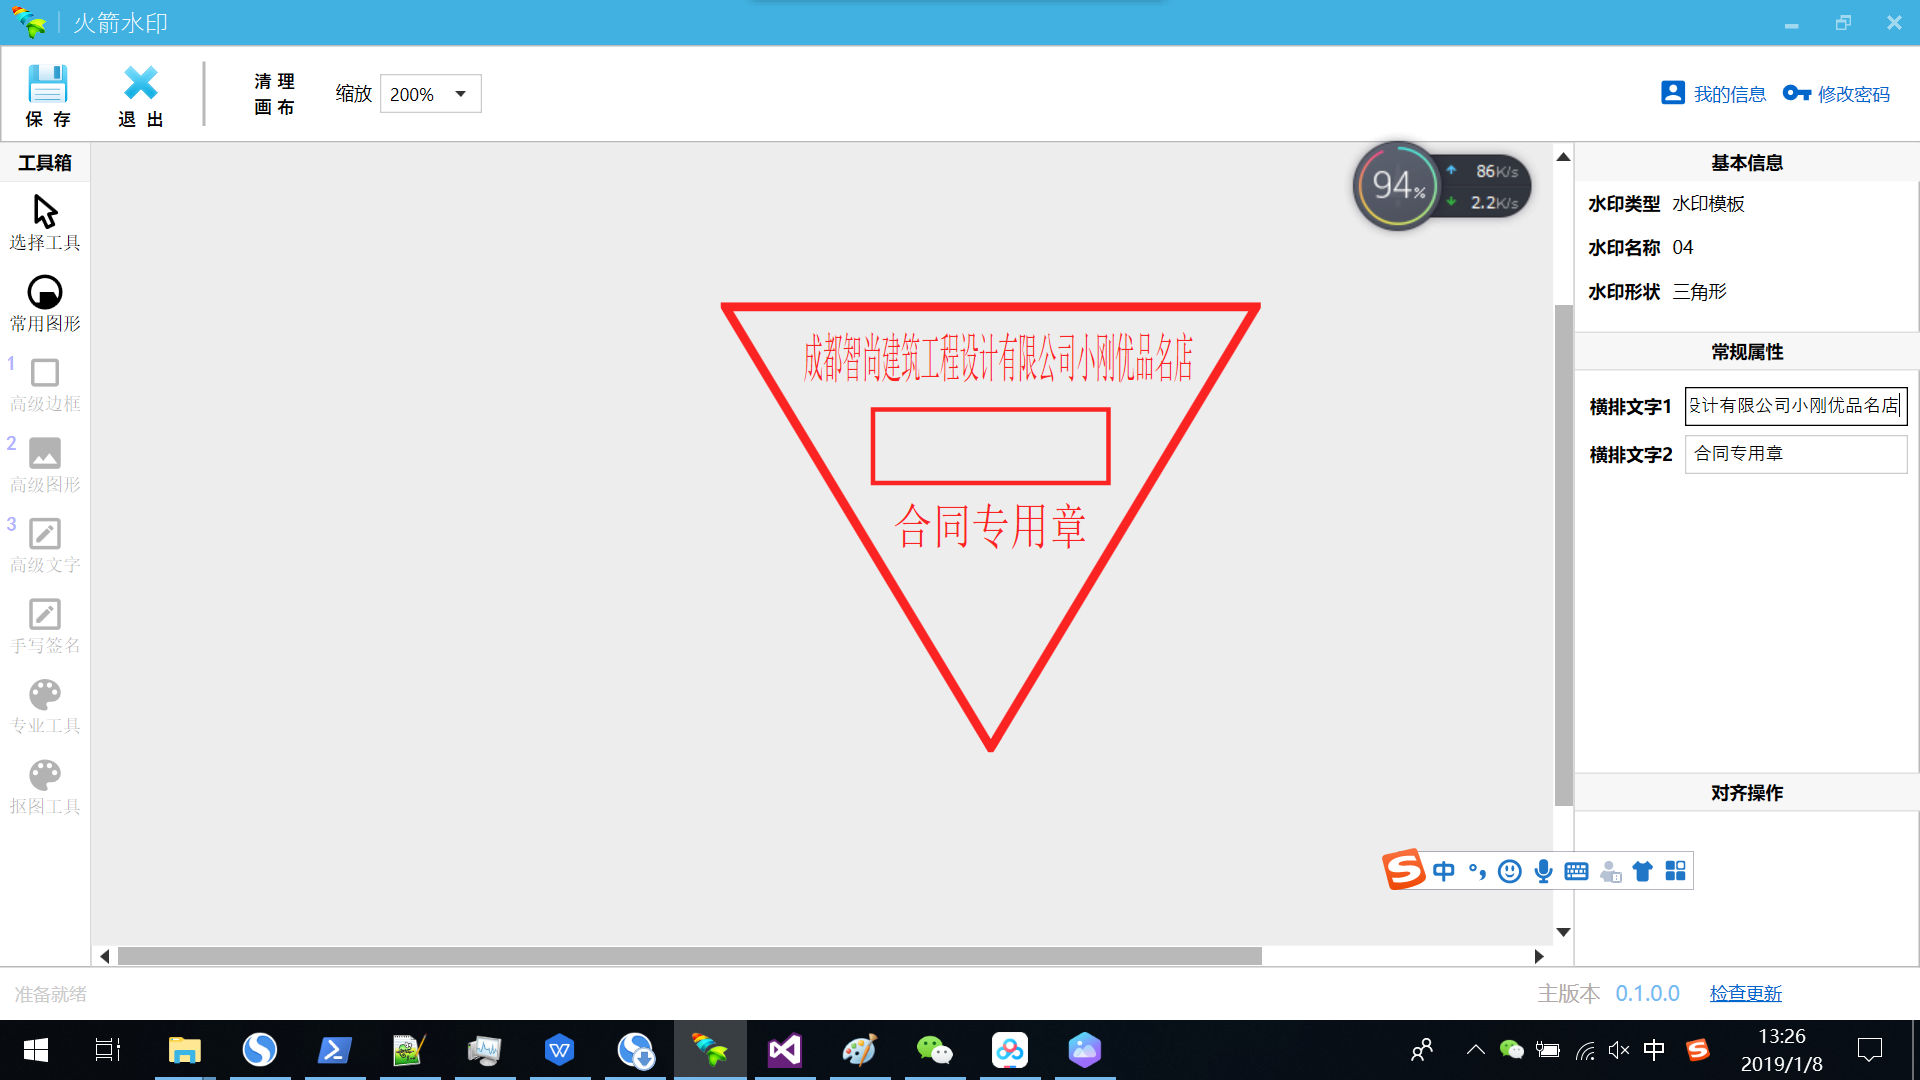 火箭水印
保 存
退 出
清 理
画 布
缩放
200%
我的信息
修改密码
工具箱
选择工具
常用图形
1
高级边框
2
高级图形
3
高级文字
手写签名
专业工具
抠图工具
94%
86K/s
2.2K/s
成都智尚建筑工程设计有限公司小刚优品名店
合同专用章
基本信息
水印类型 水印模板
水印名称 04
水印形状 三角形
常规属性
横排文字1 设计有限公司小刚优品名店
横排文字2 合同专用章
对齐操作
中
准备就绪
主版本 0.1.0.0 检查更新
中
13:26
2019/1/8